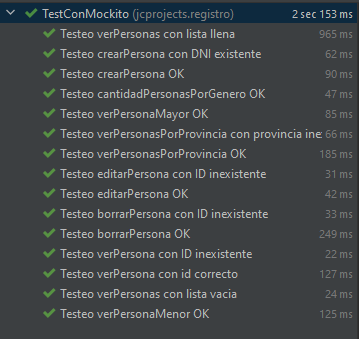 TestConMockito (jcprojects.registro) 2 sec 153 ms
Testeo verPersonas con lista llena 965 ms
Testeo crearPersona con DNI existente 62 ms
Testeo crearPersona OK 90 ms
Testeo cantidadPersonasPorGenero OK 47 ms
Testeo verPersonaMayor OK 85 ms
Testeo verPersonasPorProvincia con provincia ine 66 ms
Testeo verPersonasPorProvincia OK 185 ms
Testeo editarPersona con ID inexistente 31 ms
Testeo editarPersona OK 42 ms
Testeo borrarPersona con ID inexistente 33 ms
Testeo borrarPersona OK 249 ms
Testeo verPersona con ID inexistente 22 ms
Testeo verPersona con id correcto 127 ms
Testeo verPersonas con lista vacia 24 ms
Testeo verPersonaMenor OK 125 ms